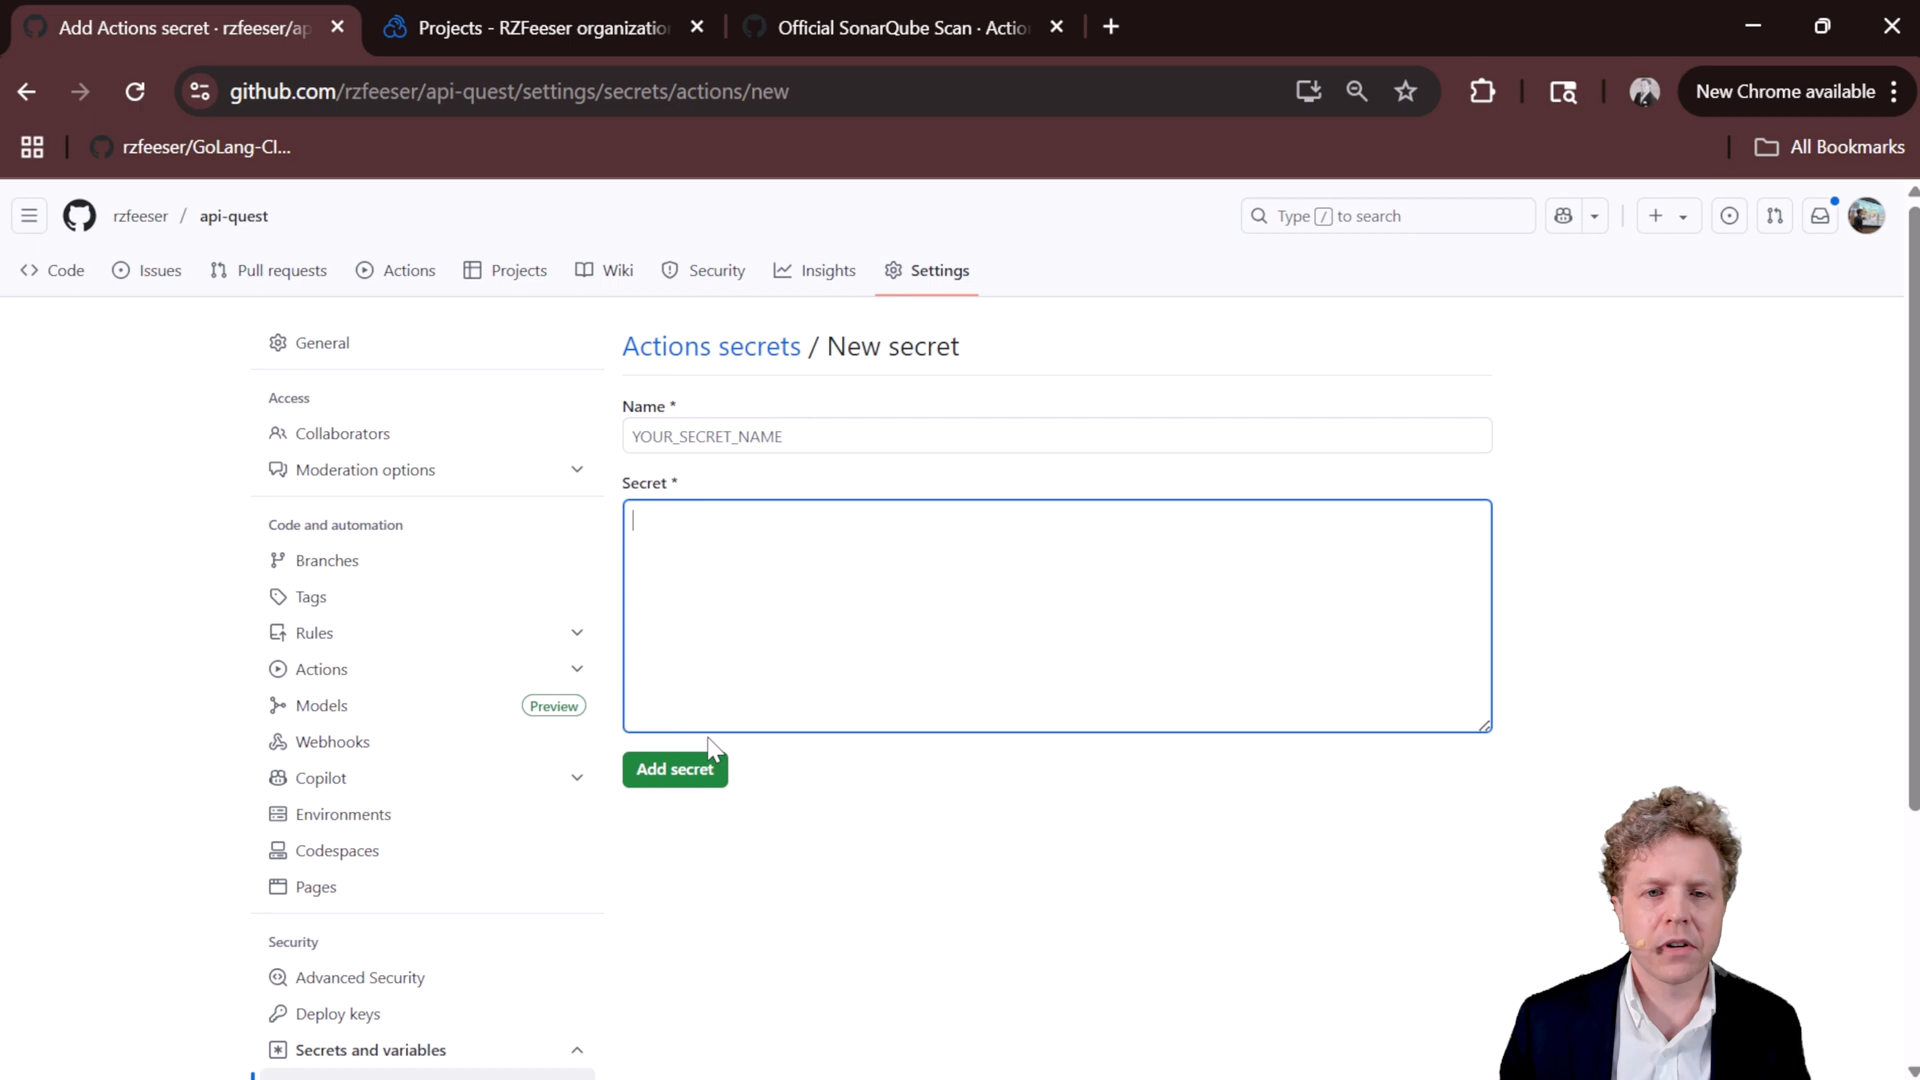 Add Actions secret · rzfeeser/ap
Projects - RZFeeser organizatio
Official SonarQube Scan · Actio
github.com/rzfeeser/api-quest/settings/secrets/actions/new
New Chrome available
rzfeeser/GoLang-CI...
All Bookmarks
rzfeeser / api-quest
Type / to search
Code
Issues
Pull requests
Actions
Projects
Wiki
Security
Insights
Settings
General
Access
Collaborators
Moderation options
Code and automation
Branches
Tags
Rules
Actions
Models
Preview
Webhooks
Copilot
Environments
Codespaces
Pages
Security
Advanced Security
Deploy keys
Secrets and variables
Actions secrets / New secret
Name *
YOUR_SECRET_NAME
Secret *
Add secret